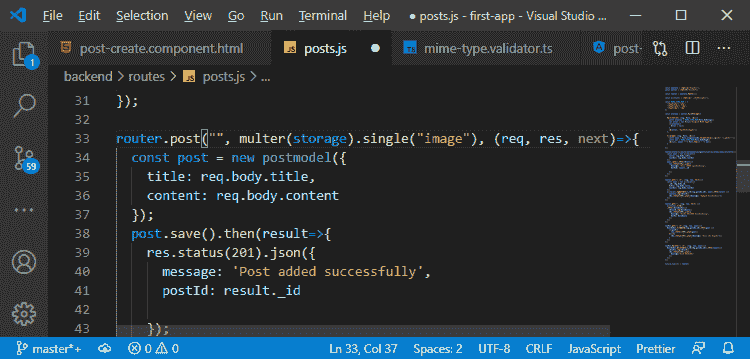 File Edit Selection View Go Run Terminal Help ● posts.js - first-app - Visual Studio ...
post-create.component.html JS posts.js ● TS mime-type.validator.ts post-
backend > routes > JS posts.js > ...
1
59
31 });
32
33 router.post("", multer(storage).single("image"), (req, res, next)=>{
34 const post = new postmodel({
35 title: req.body.title,
36 content: req.body.content
37 });
38 post.save().then(result=>{
39 res.status(201).json({
40 message: 'Post added successfully',
41 postId: result._id
42
43 });
master*+ 0 0 Ln 33, Col 37 Spaces: 2 UTF-8 CRLF JavaScript Prettier